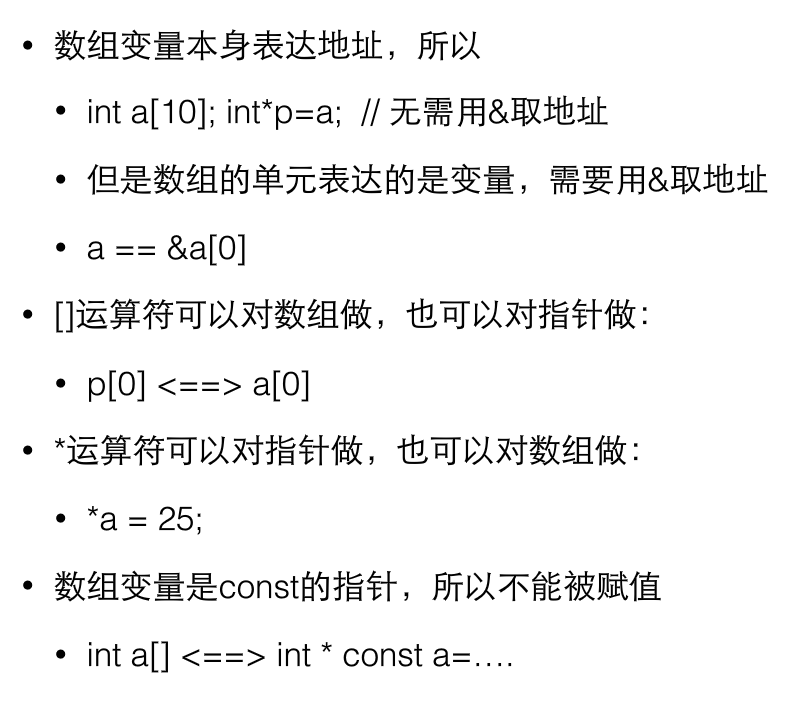 • 数组变量本身表达地址，所以
• int a[10]; int*p=a;  // 无需用&取地址
• 但是数组的单元表达的是变量，需要用&取地址
• a == &a[0]
• []运算符可以对数组做，也可以对指针做：
• p[0] <==> a[0]
• *运算符可以对指针做，也可以对数组做：
• *a = 25;
• 数组变量是const的指针，所以不能被赋值
• int a[] <==> int * const a=….